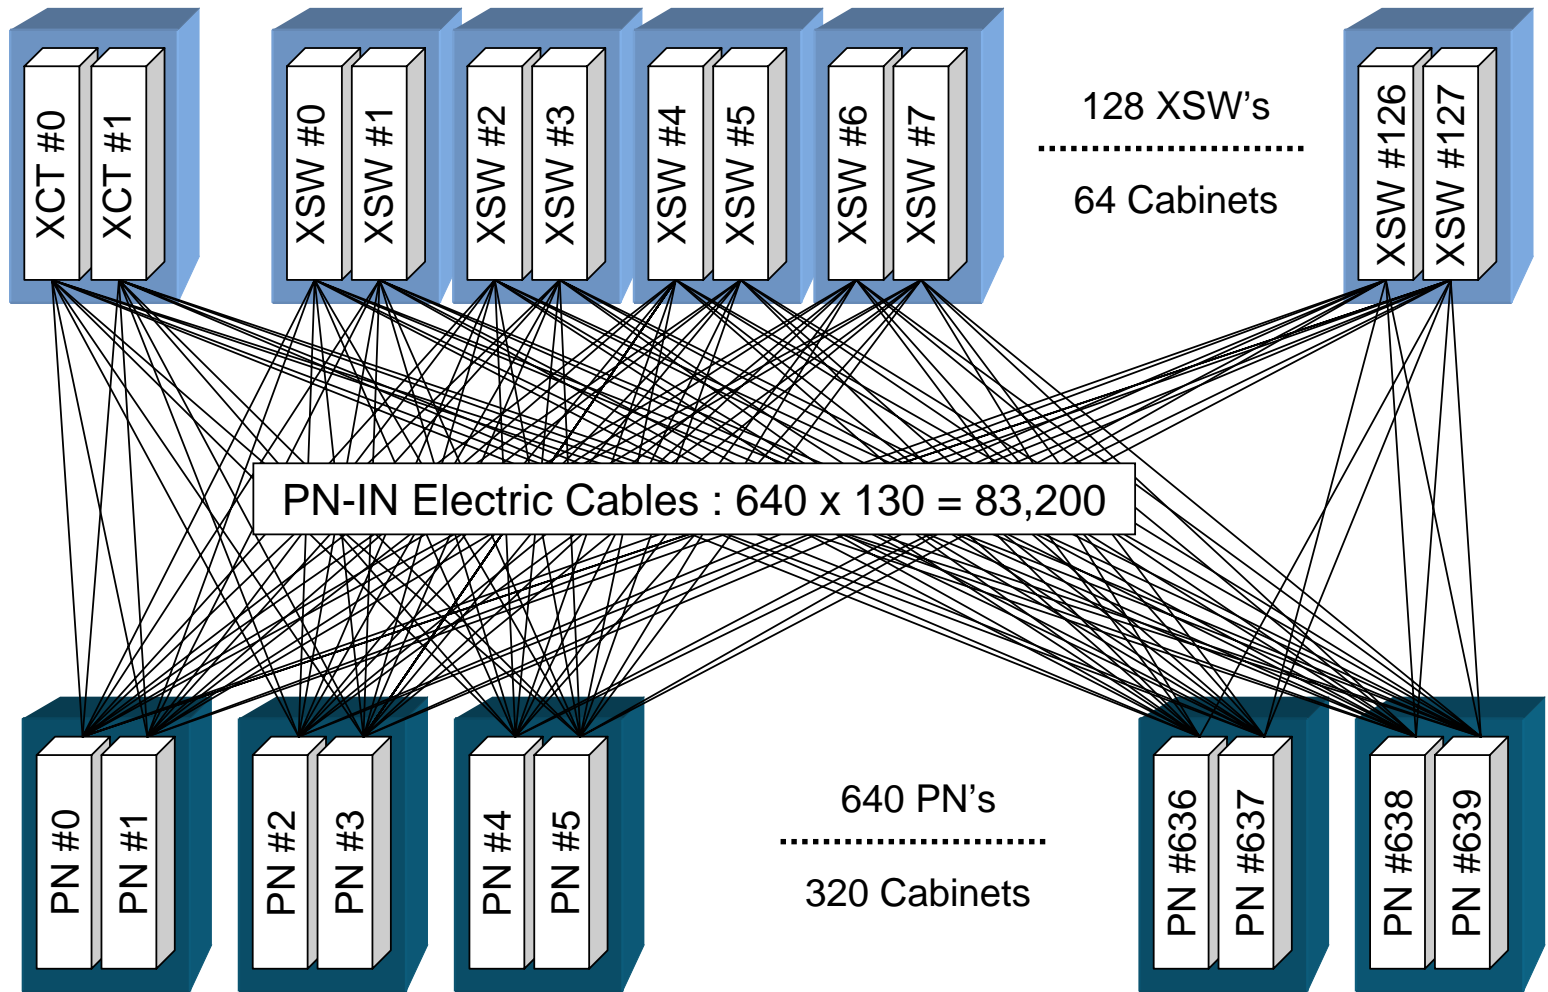 XCT #0
XCT #1
XSW #0
XSW #1
XSW #2
XSW #3
XSW #4
XSW #5
XSW #6
XSW #7
128 XSW's
64 Cabinets
XSW #126
XSW #127
PN-IN Electric Cables : 640 x 130 = 83,200
PN #0
PN #1
PN #2
PN #3
PN #4
PN #5
640 PN's
320 Cabinets
PN #636
PN #637
PN #638
PN #639